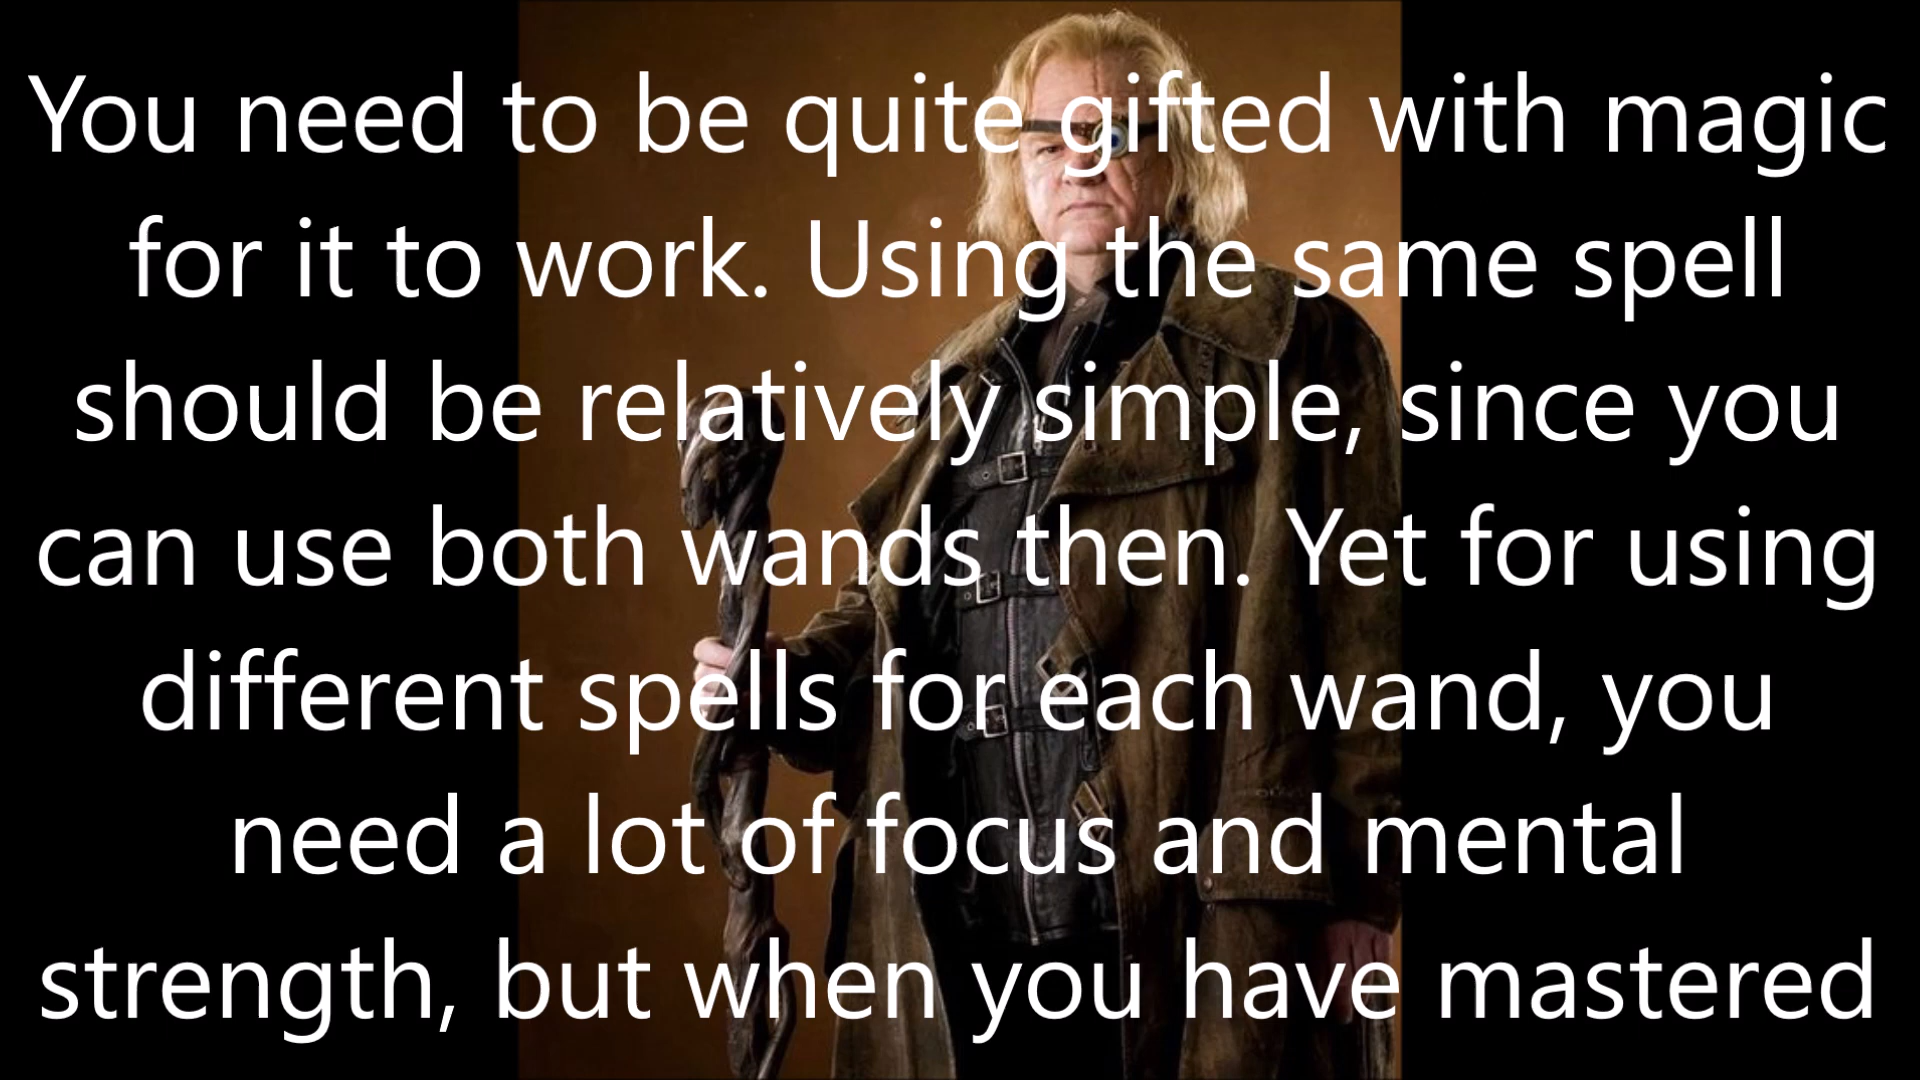 You need to be quite gifted with magic
for it to work. Using the same spell
should be relatively simple, since you
can use both wands then. Yet for using
different spells for each wand, you
need a lot of focus and mental
strength, but when you have mastered